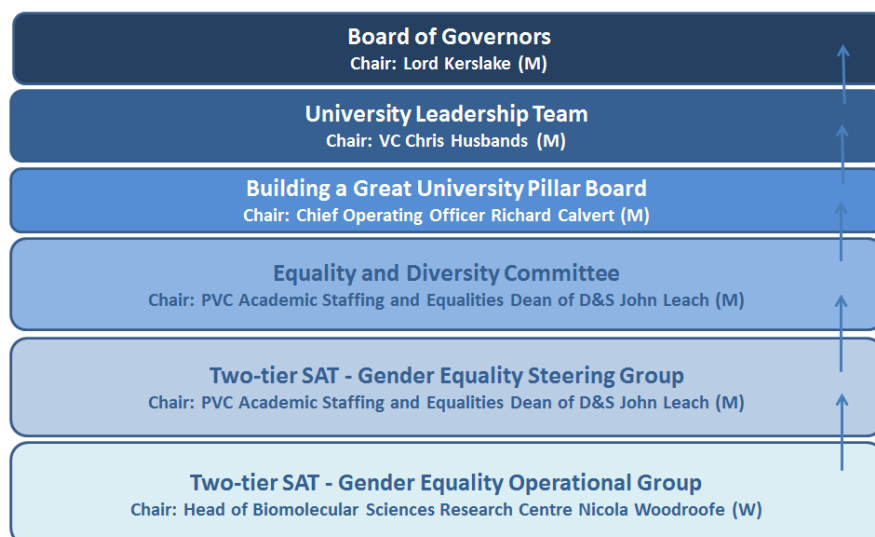 Board of Governors
Chair: Lord Kerslake (M)
University Leadership Team
Chair: VC Chris Husbands (M)
Building a Great University Pillar Board
Chair: Chief Operating Officer Richard Calvert (M)
Equality and Diversity Committee
Chair: PVC Academic Staffing and Equalities Dean of D&S John Leach (M)
Two-tier SAT - Gender Equality Steering Group
Chair: PVC Academic Staffing and Equalities Dean of D&S John Leach (M)
Two-tier SAT - Gender Equality Operational Group
Chair: Head of Biomolecular Sciences Research Centre Nicola Woodroofe (W)